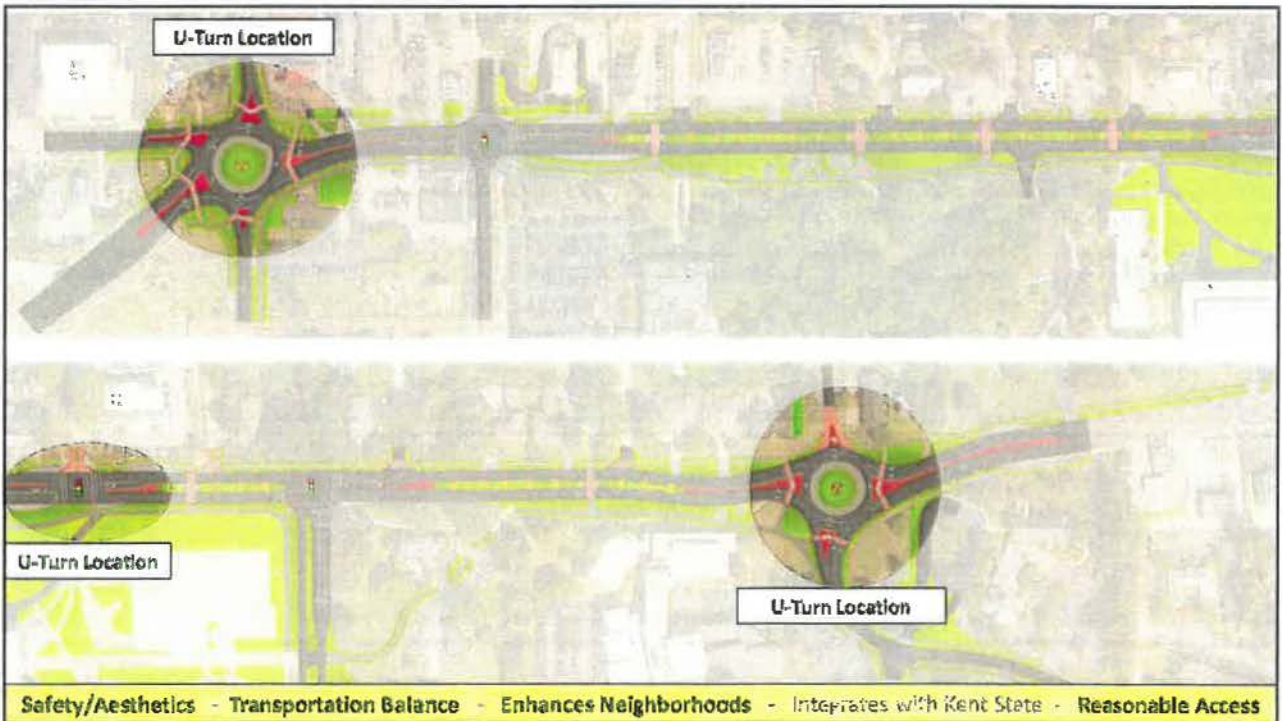 U-Turn Location
U-Turn Location
U-Turn Location
Safety/Aesthetics - Transportation Balance - Enhances Neighborhoods - Integrates with Kent State - Reasonable Access